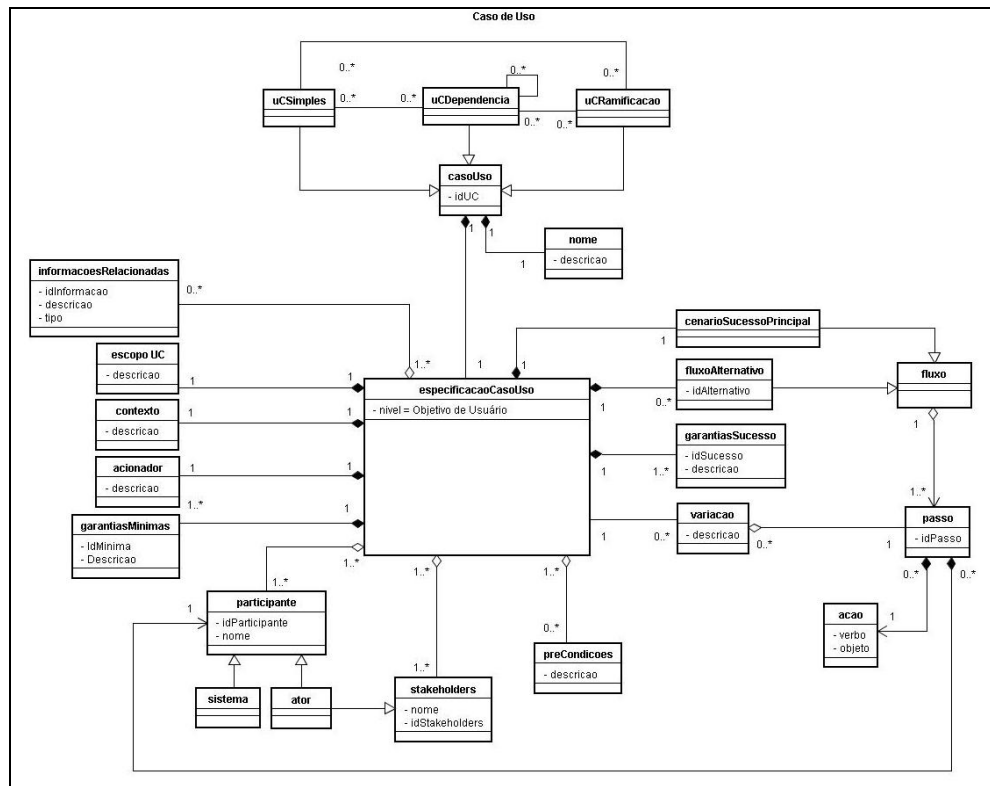 Caso de Uso
0..*
0..*
0..*
uCSimples
0..*
0..*
uCDependencia
0..*
0..*
uCRamificacao
casoUso
- idUC
1
1
nome
- descricao
1
informacoesRelacionadas
- idInformacao
- descricao
- tipo
0..*
cenarioSucessoPrincipal
1
1
1..*
1
escopo UC
- descricao
1
1
especificacaoCasoUso
- nivel = Objetivo de Usuário
fluxoAlternativo
- idAlternativo
1
0..*
fluxo
1
contexto
- descricao
1
1
garantiasSucesso
- idSucesso
- descricao
1
1..*
acionador
- descricao
1
1
1..*
garantiasMinimas
- IdMinima
- Descricao
1..*
1
variacao
- descricao
1
0..*
0..*
1
passo
- idPasso
1..*
1..*
1..*
1..*
0..*
0..*
1
participante
- idParticipante
- nome
1..*
acao
- verbo
- objeto
1
0..*
preCondicoes
- descricao
1..*
sistema
ator
stakeholders
- nome
- idStakeholders